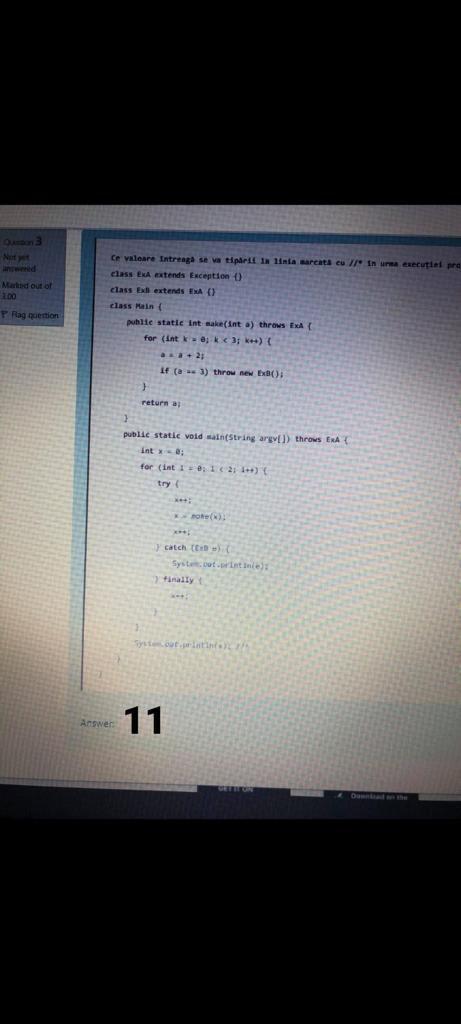 Question 3
Not yet
answered
Marked out of
3.00
Flag question
Ce valoare întreagă se va tipări în linia marcată cu //* în urma execuției pro
class ExA extends Exception {}
class ExB extends ExA {}
class Main {
public static int make(int a) throws ExA {
for (int k = 0; k < 3; k++) {
a = a + 2;
if (a == 3) throw new ExB();
}
return a;
}
public static void main(String argv[]) throws ExA {
int x = 0;
for (int i = 0; i < 2; i++) {
try {
x++;
x = make(x);
x++;
} catch (ExB e) {
System.out.println(e);
} finally {
x++;
}
}
System.out.println(x); //*
}
Answer: 11
GET IT ON
Download on the